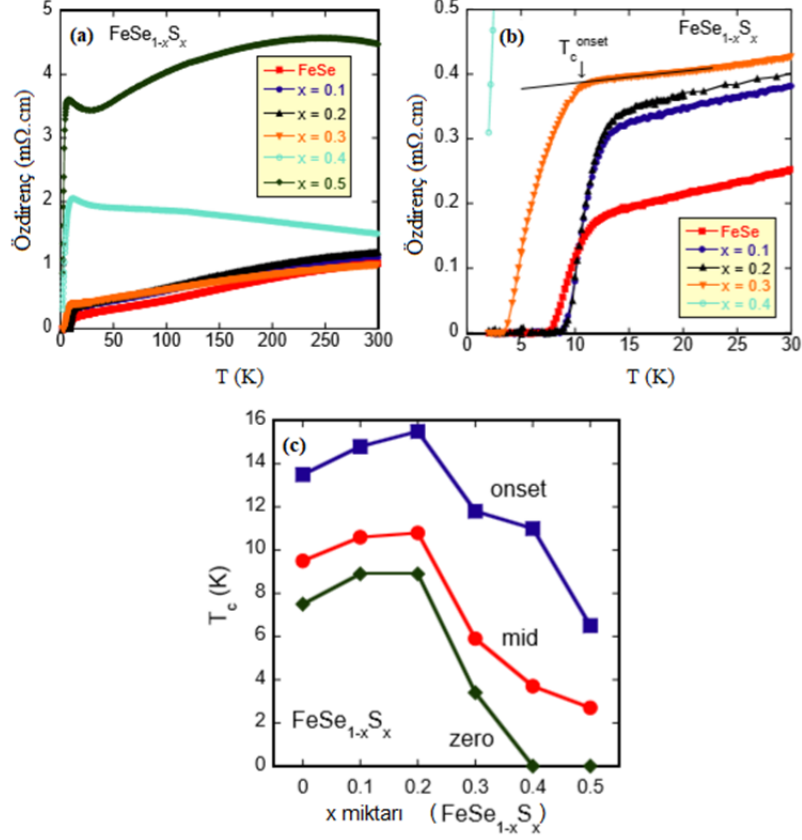 (a)
FeSe1-xSx
FeSe
x = 0.1
x = 0.2
x = 0.3
x = 0.4
x = 0.5
Özdirenç (mΩ.cm)
5
4
3
2
1
0
0 50 100 150 200 250 300
T (K)
(b)
FeSe1-xSx
Tc onset
FeSe
x = 0.1
x = 0.2
x = 0.3
x = 0.4
Özdirenç (mΩ.cm)
0.5
0.4
0.3
0.2
0.1
0
0 5 10 15 20 25 30
T (K)
(c)
onset
mid
zero
FeSe1-xSx
Tc (K)
16
14
12
10
8
6
4
2
0
0 0.1 0.2 0.3 0.4 0.5
x miktarı (FeSe1-xSx)